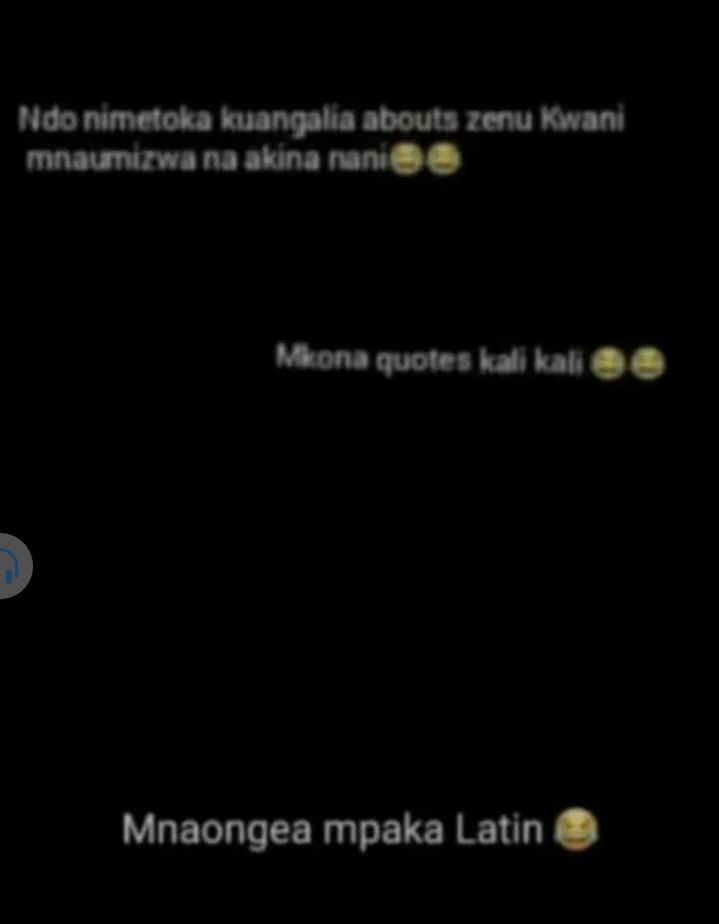 Ndo nimetoka kuangalia abouts zenu Kwani
mnaumizwa na akina nani😂😂
Mkona quotes kali kali 😂😂
Mnaongea mpaka Latin 😂